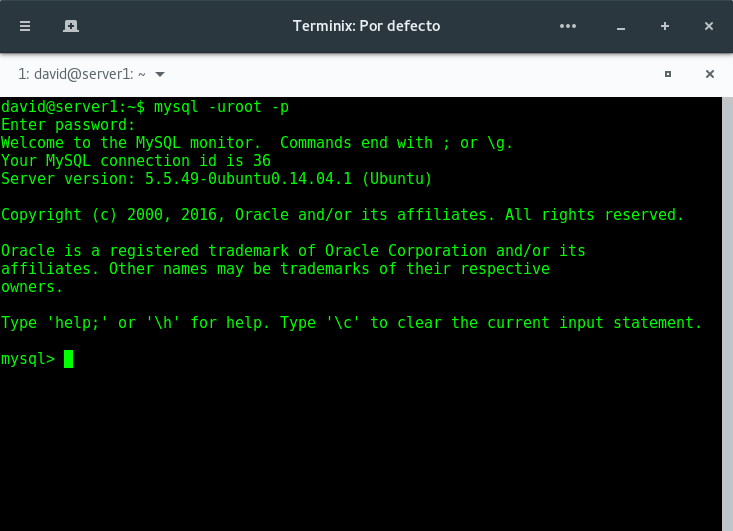 Terminix: Por defecto
1: david@server1: ~
david@server1:~$ mysql -uroot -p
Enter password:
Welcome to the MySQL monitor.  Commands end with ; or \g.
Your MySQL connection id is 36
Server version: 5.5.49-0ubuntu0.14.04.1 (Ubuntu)
Copyright (c) 2000, 2016, Oracle and/or its affiliates. All rights reserved.
Oracle is a registered trademark of Oracle Corporation and/or its
affiliates. Other names may be trademarks of their respective
owners.
Type 'help;' or '\h' for help. Type '\c' to clear the current input statement.
mysql>